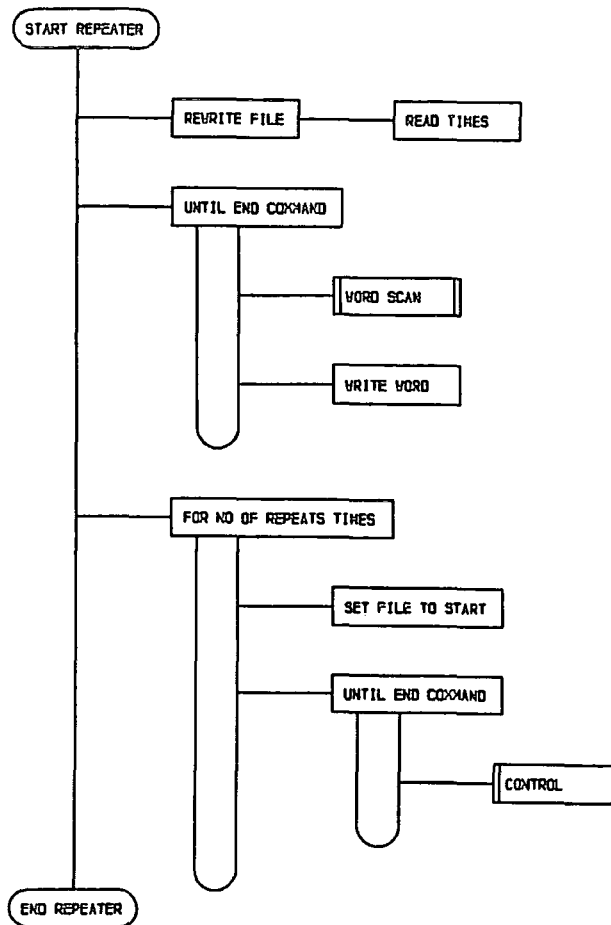 START REPEATER
REWRITE FILE
READ TIMES
UNTIL END COMMAND
WORD SCAN
WRITE WORD
FOR NO OF REPEATS TIMES
SET FILE TO START
UNTIL END COMMAND
CONTROL
END REPEATER